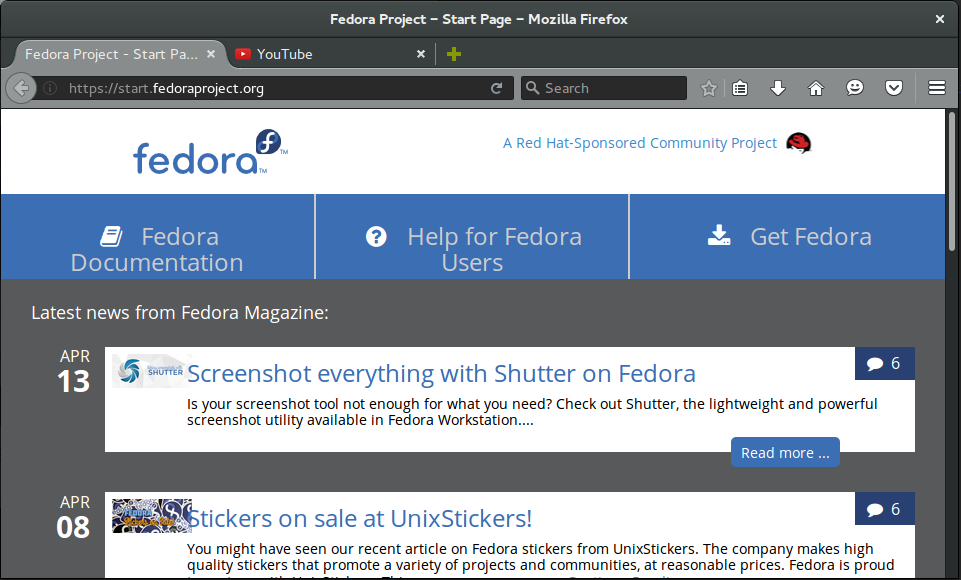 Fedora Project – Start Page – Mozilla Firefox
Fedora Project - Start Pa...
YouTube
https://start.fedoraproject.org
Search
fedora
TM
TM
A Red Hat-Sponsored Community Project
Fedora
Documentation
Help for Fedora
Users
Get Fedora
Latest news from Fedora Magazine:
APR
13
SHUTTER
Screenshot everything with Shutter on Fedora
6
Is your screenshot tool not enough for what you need? Check out Shutter, the lightweight and powerful
screenshot utility available in Fedora Workstation....
Read more ...
APR
08
FEDORA
Stickers on sale at UnixStickers!
6
You might have seen our recent article on Fedora stickers from UnixStickers. The company makes high
quality stickers that promote a variety of projects and communities, at reasonable prices. Fedora is proud